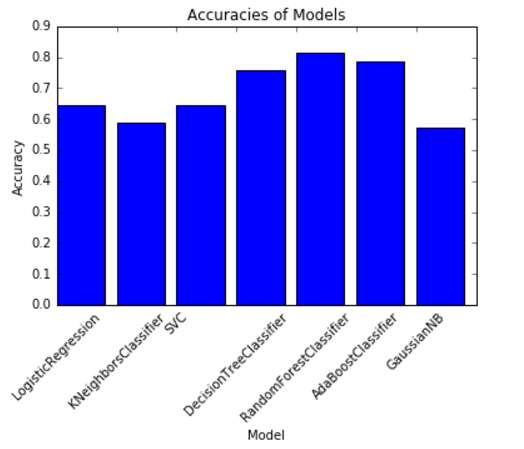 Accuracies of Models
0.9
0.8
0.7
0.6
0.5
0.4
0.3
0.2
0.1
0.0
Accuracy
LogisticRegression
KNeighborsClassifier
SVC
DecisionTreeClassifier
RandomForestClassifier
AdaBoostClassifier
GaussianNB
Model